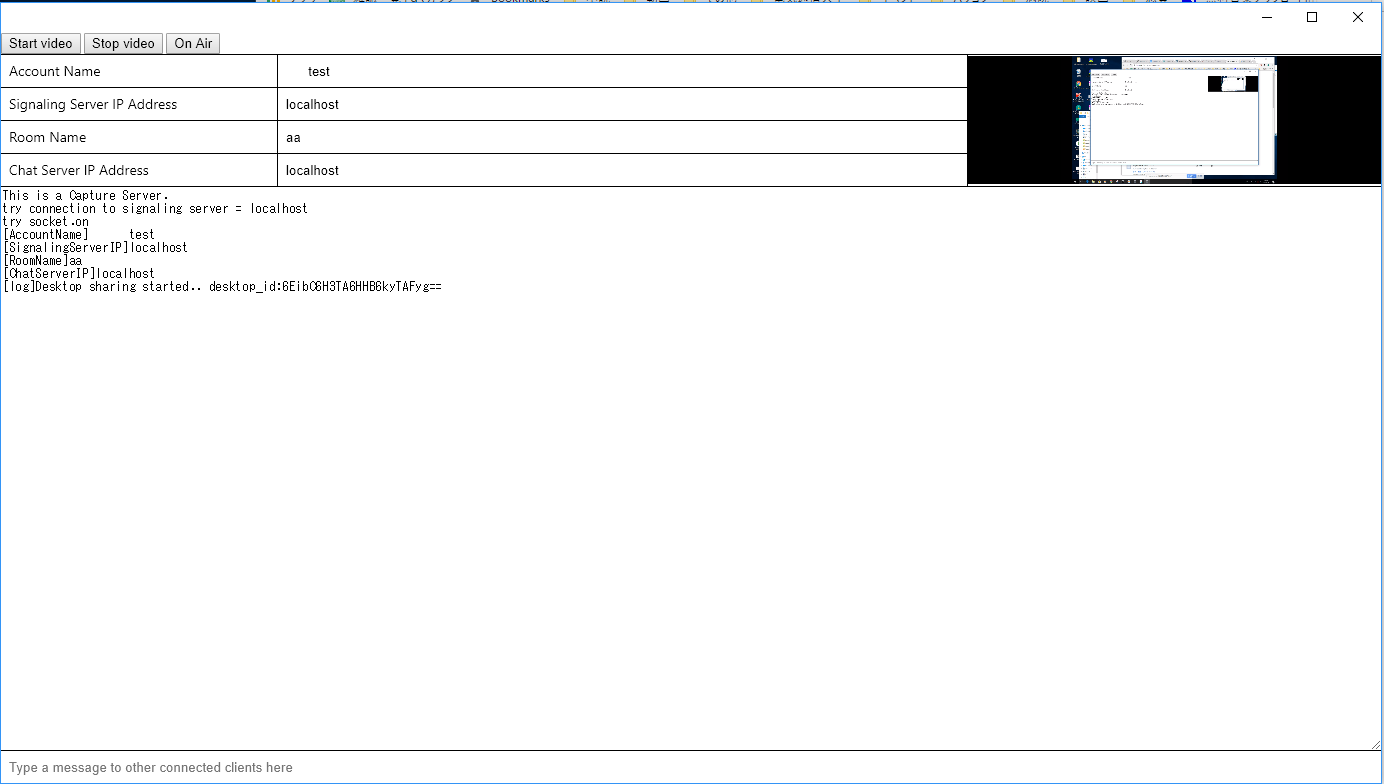 Start video Stop video On Air
Account Name test
Signaling Server IP Address localhost
Room Name aa
Chat Server IP Address localhost
This is a Capture Server.
try connection to signaling server = localhost
try socket.on
[AccountName] test
[SignalingServerIP]localhost
[RoomName]aa
[ChatServerIP]localhost
[log]Desktop sharing started.. desktop_id:6EibC6H3TA6HHB6kyTAFyg==
Type a message to other connected clients here